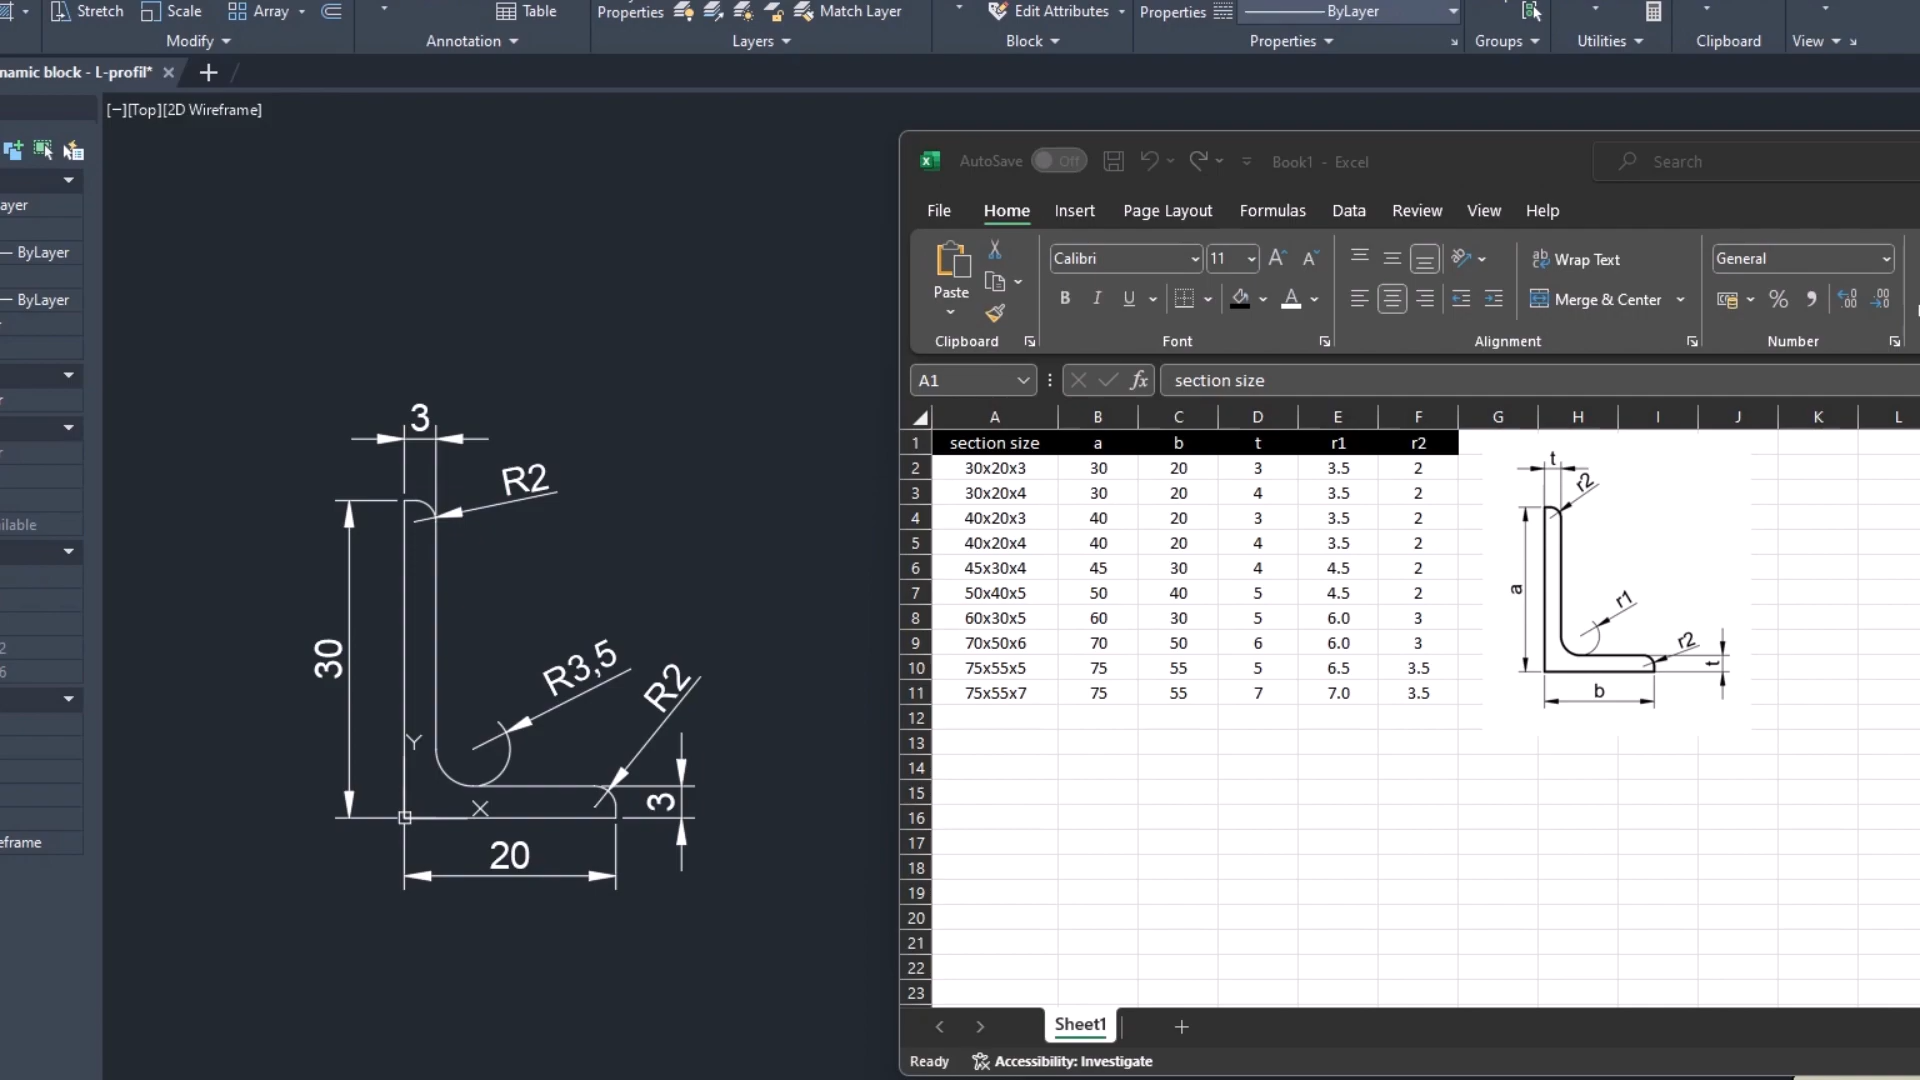 Stretch Scale Array Table Properties Match Layer Edit Attributes Properties ByLayer
Modify Annotation Layers Block Properties Groups Utilities Clipboard View
namic block - L-profil*
[−][Top][2D Wireframe]
ayer
ByLayer
ByLayer
r
r
ilable
2
6
eframe
3
R2
30
R3,5
R2
Y
X
3
20
AutoSave Off Book1 - Excel Search
File Home Insert Page Layout Formulas Data Review View Help
Paste Calibri 11 Wrap Text General
B I U Merge & Center
Clipboard Font Alignment Number
A1 fx section size
A B C D E F G H I J K L
1 section size a b t r1 r2
2 30x20x3 30 20 3 3.5 2
3 30x20x4 30 20 4 3.5 2
4 40x20x3 40 20 3 3.5 2
5 40x20x4 40 20 4 3.5 2
6 45x30x4 45 30 4 4.5 2
7 50x40x5 50 40 5 4.5 2
8 60x30x5 60 30 5 6.0 3
9 70x50x6 70 50 6 6.0 3
10 75x55x5 75 55 5 6.5 3.5
11 75x55x7 75 55 7 7.0 3.5
12
13
14
15
16
17
18
19
20
21
22
23
t
r2
a
r1
r2
t
b
Sheet1
Ready Accessibility: Investigate